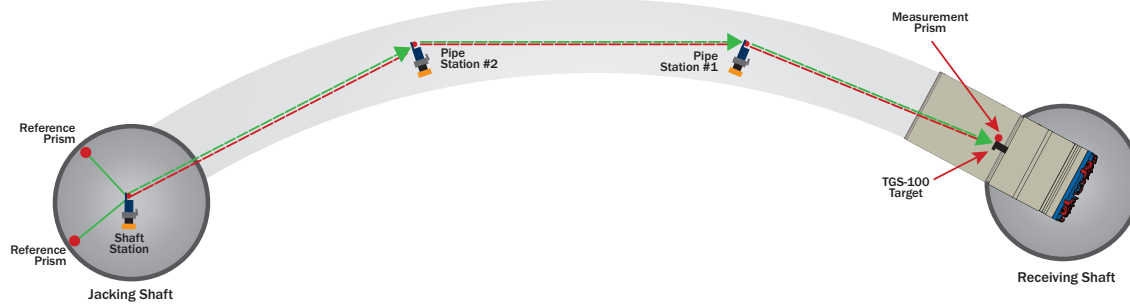 Measurement
Prism
Pipe
Station #2
Pipe
Station #1
Reference
Prism
TGS-100
Target
Shaft
Station
Reference
Prism
Receiving Shaft
Jacking Shaft